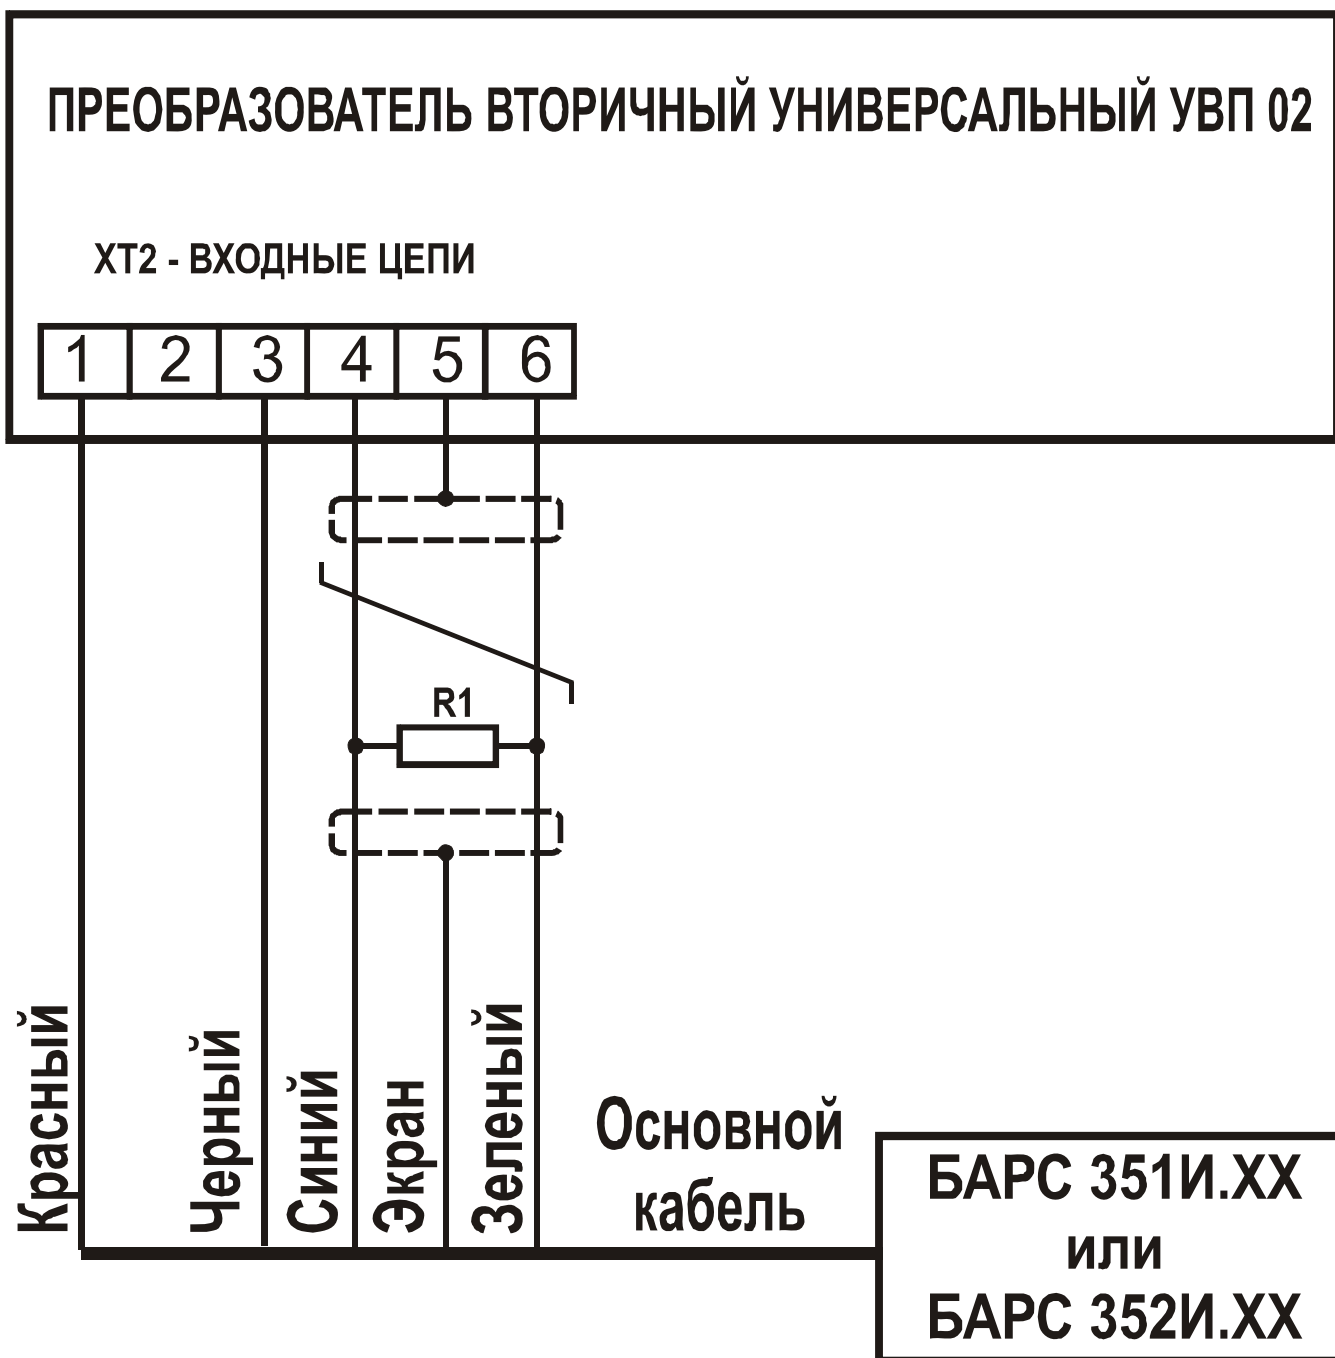 ПРЕОБРАЗОВАТЕЛЬ ВТОРИЧНЫЙ УНИВЕРСАЛЬНЫЙ УВП 02
ХТ2 - ВХОДНЫЕ ЦЕПИ
1 2 3 4 5 6
R1
Красный
Черный
Синий
Экран
Зеленый
Основной
кабель
БАРС 351И.ХХ
или
БАРС 352И.ХХ